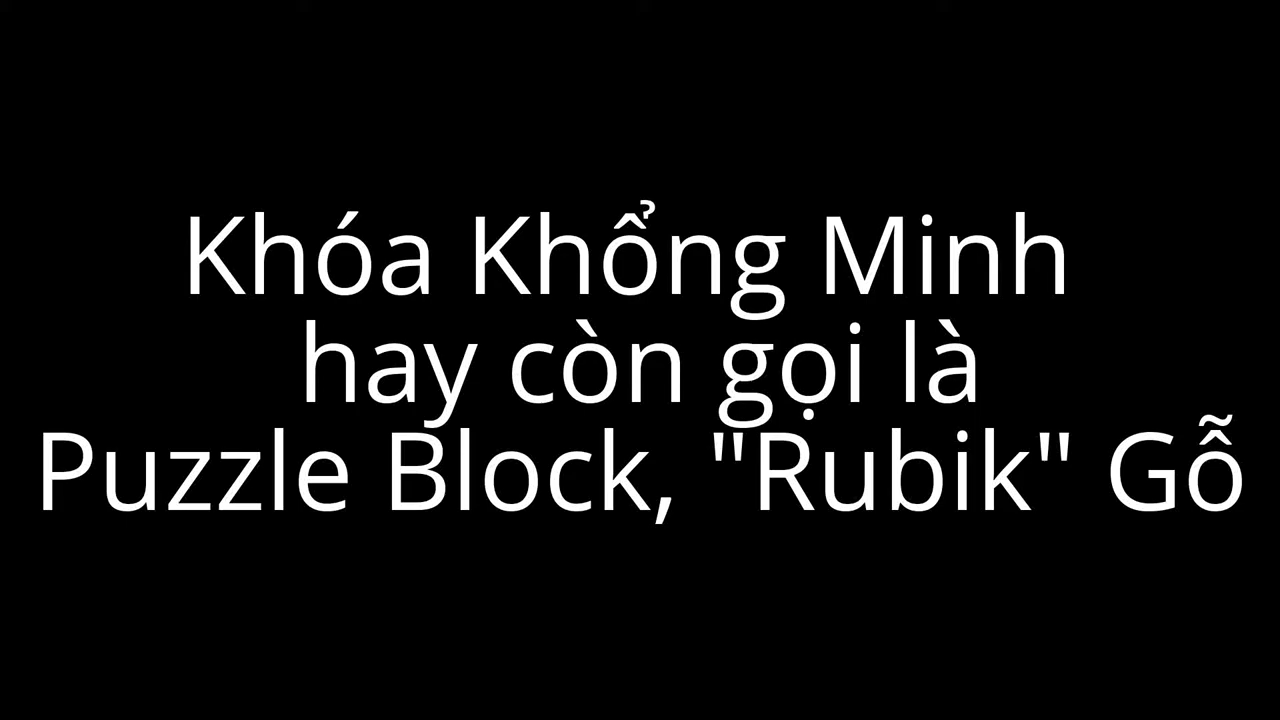 Khóa Khổng Minh
hay còn gọi là
Puzzle Block, "Rubik" Gỗ